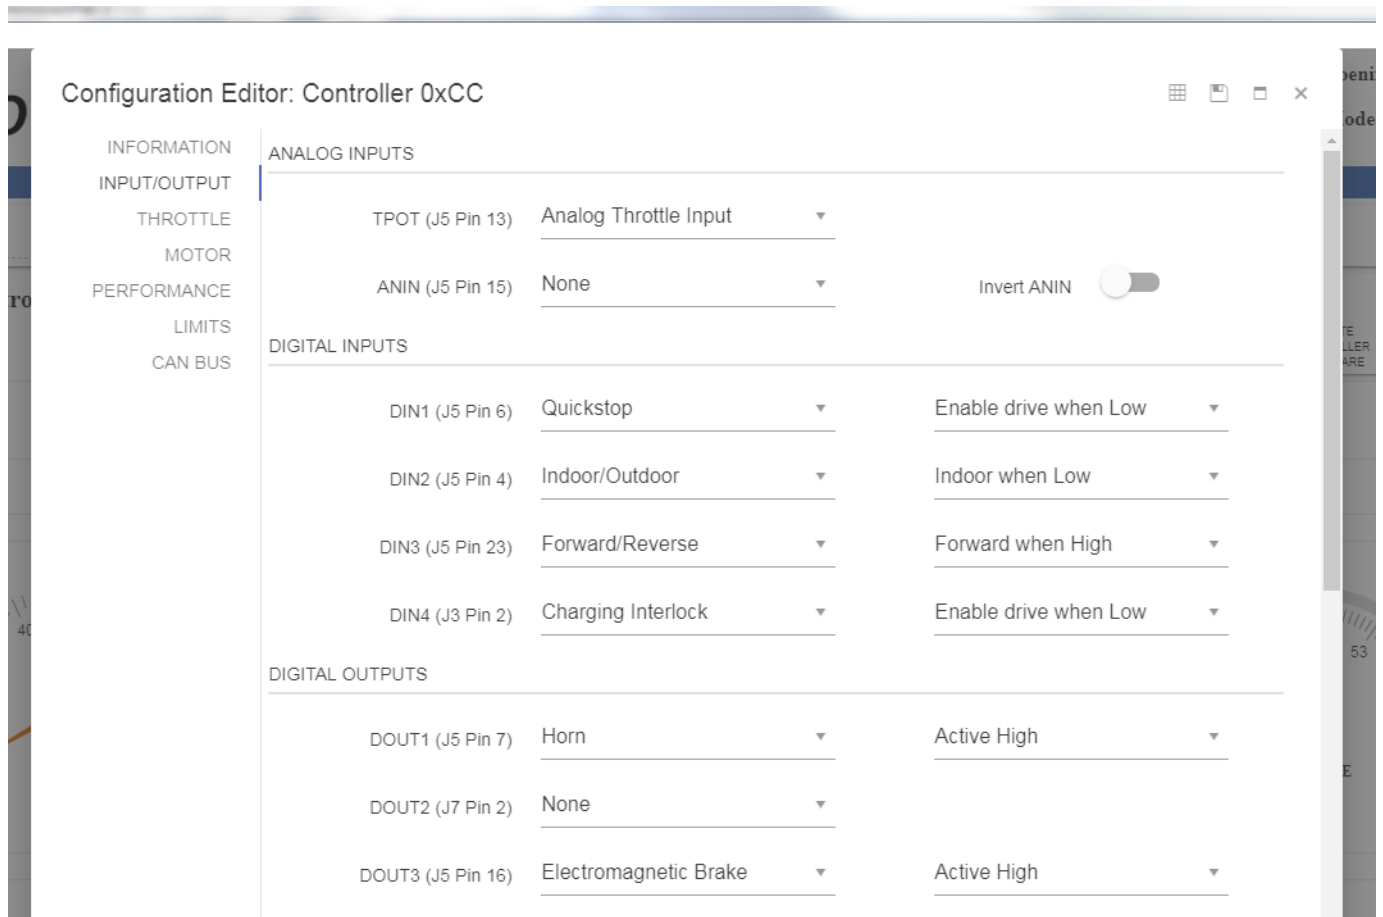 Configuration Editor: Controller 0xCC
INFORMATION
INPUT/OUTPUT
THROTTLE
MOTOR
PERFORMANCE
LIMITS
CAN BUS
ANALOG INPUTS
TPOT (J5 Pin 13) Analog Throttle Input
ANIN (J5 Pin 15) None Invert ANIN
DIGITAL INPUTS
DIN1 (J5 Pin 6) Quickstop Enable drive when Low
DIN2 (J5 Pin 4) Indoor/Outdoor Indoor when Low
DIN3 (J5 Pin 23) Forward/Reverse Forward when High
DIN4 (J3 Pin 2) Charging Interlock Enable drive when Low
DIGITAL OUTPUTS
DOUT1 (J5 Pin 7) Horn Active High
DOUT2 (J7 Pin 2) None
DOUT3 (J5 Pin 16) Electromagnetic Brake Active High
40
53